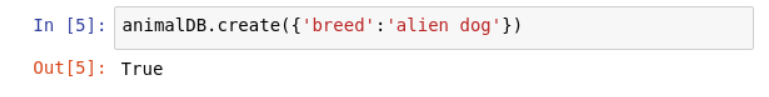 In [5]: animalDB.create({'breed':'alien dog'})
Out[5]: True